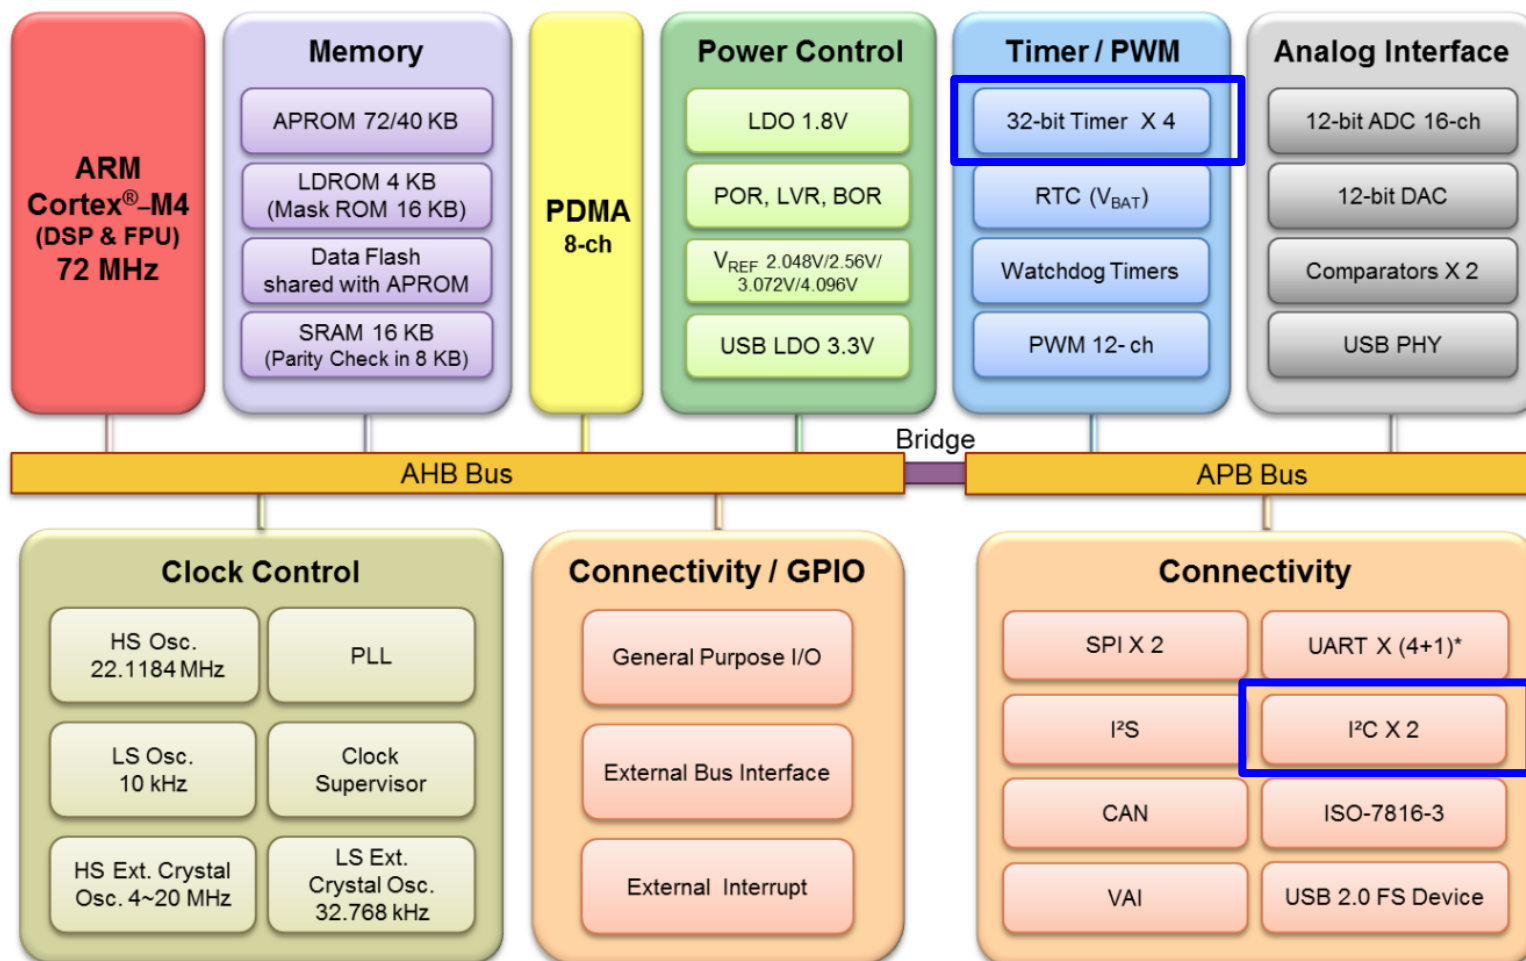 ARM
Cortex®–M4
(DSP & FPU)
72 MHz
Memory
APROM 72/40 KB
LDROM 4 KB
(Mask ROM 16 KB)
Data Flash
shared with APROM
SRAM 16 KB
(Parity Check in 8 KB)
PDMA
8-ch
Power Control
LDO 1.8V
POR, LVR, BOR
VREF 2.048V/2.56V/
3.072V/4.096V
USB LDO 3.3V
Timer / PWM
32-bit Timer X 4
RTC (VBAT)
Watchdog Timers
PWM 12- ch
Analog Interface
12-bit ADC 16-ch
12-bit DAC
Comparators X 2
USB PHY
AHB Bus
Bridge
APB Bus
Clock Control
HS Osc.
22.1184 MHz
PLL
LS Osc.
10 kHz
Clock
Supervisor
HS Ext. Crystal
Osc. 4~20 MHz
LS Ext.
Crystal Osc.
32.768 kHz
Connectivity / GPIO
General Purpose I/O
External Bus Interface
External Interrupt
Connectivity
SPI X 2
UART X (4+1)*
I²S
I²C X 2
CAN
ISO-7816-3
VAI
USB 2.0 FS Device